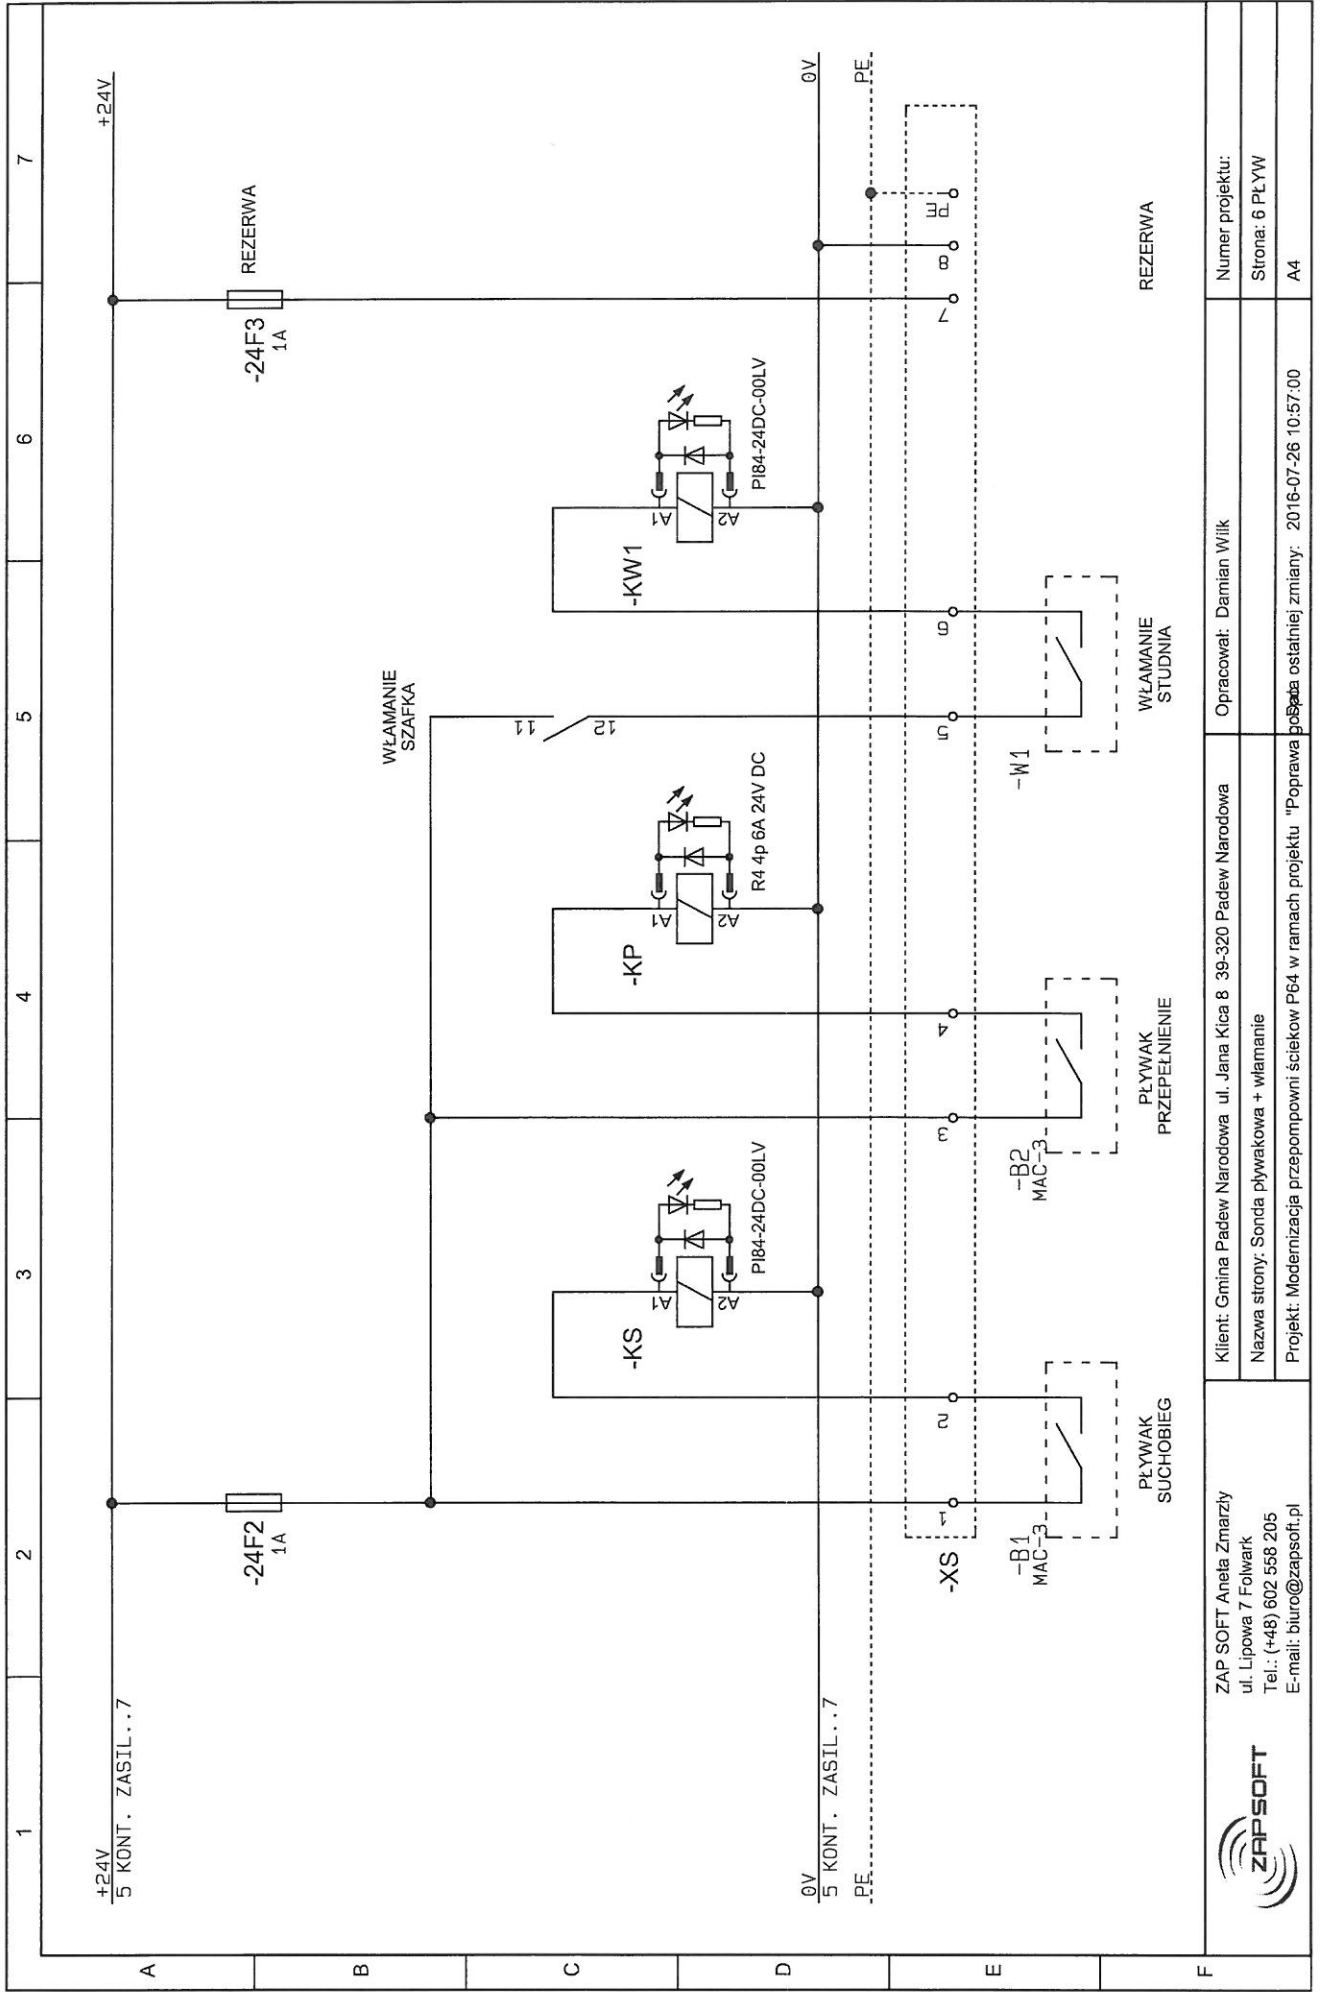 1
2
3
4
5
6
7
A
B
C
D
E
F
+24V
5 KONT. ZASIL..7
+24V
-24F2
1A
-24F3
1A
REZERWA
WŁAMANIE
SZAFKA
11
12
-KS
A1
A2
PI84-24DC-00LV
-KP
A1
A2
R4 4p 6A 24V DC
-KW1
A1
A2
PI84-24DC-00LV
0V
5 KONT. ZASIL..7
0V
PE
PE
-XS
1
2
3
4
5
6
7
8
PE
-B1
MAC-3
-B2
MAC-3
-W1
PŁYWAK
SUCHOBIEG
PŁYWAK
PRZEPEŁNIENIE
WŁAMANIE
STUDNIA
REZERWA
ZAPSOFT
ZAP SOFT Aneta Zmarzły
ul. Lipowa 7 Folwark
Tel.: (+48) 602 558 205
E-mail: biuro@zapsoft.pl
Klient: Gmina Padew Narodowa ul. Jana Kica 8 39-320 Padew Narodowa
Nazwa strony: Sonda pływakowa + włamanie
Projekt: Modernizacja przepompowni ściekow P64 w ramach projektu "Poprawa
Opracował: Damian Wilk
ostatniej zmiany: 2016-07-26 10:57:00
Numer projektu:
Strona: 6 PŁYW
A4